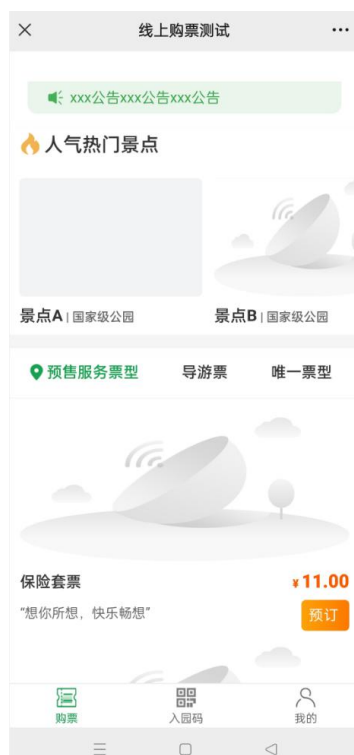 线上购票测试
xxx公告xxx公告xxx公告
人气热门景点
景点A | 国家级公园
景点B | 国家级公园
预售服务票型
导游票
唯一票型
保险套票
¥11.00
“想你所想，快乐畅想”
预订
购票
入园码
我的